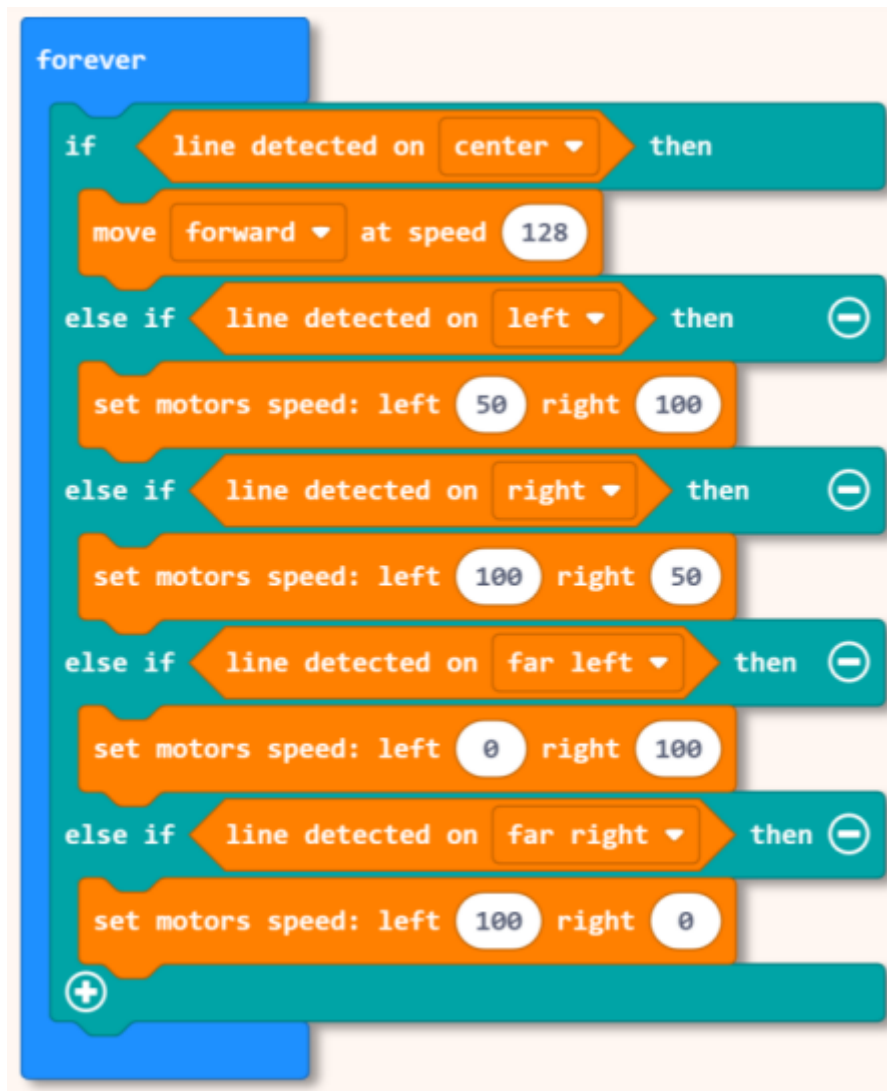 forever
if line detected on center then
move forward at speed 128
else if line detected on left then
set motors speed: left 50 right 100
else if line detected on right then
set motors speed: left 100 right 50
else if line detected on far left then
set motors speed: left 0 right 100
else if line detected on far right then
set motors speed: left 100 right 0